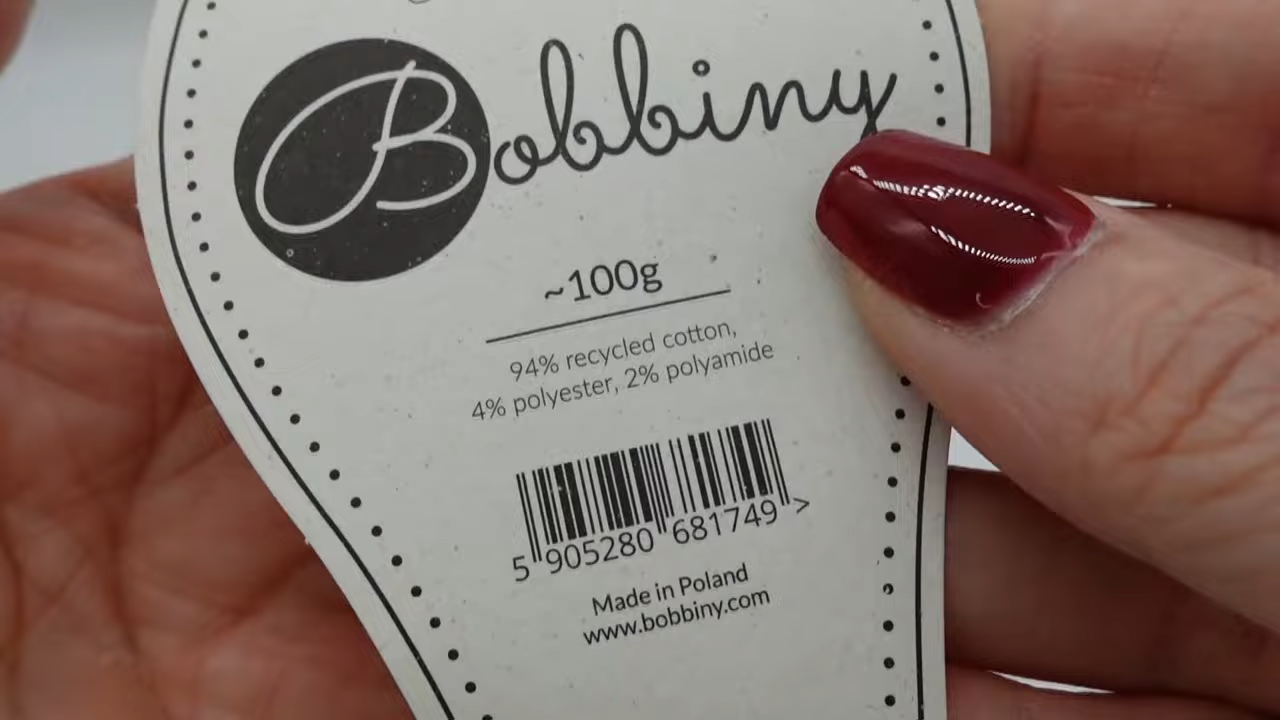 Bobbiny
~100g
94% recycled cotton,
4% polyester, 2% polyamide
5 905280 681749 >
Made in Poland
www.bobbiny.com